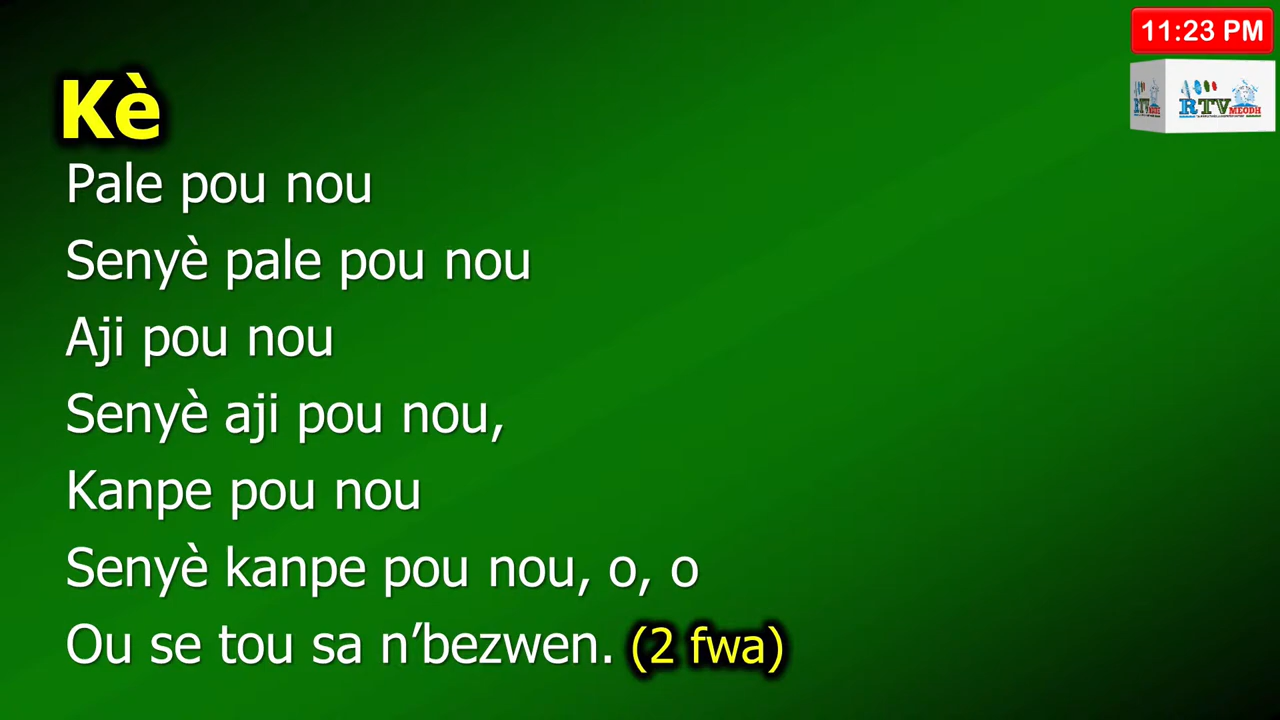 11:23 PM
RTV MEODH
Kè
Pale pou nou
Senyè pale pou nou
Aji pou nou
Senyè aji pou nou,
Kanpe pou nou
Senyè kanpe pou nou, o, o
Ou se tou sa n’bezwen. (2 fwa)